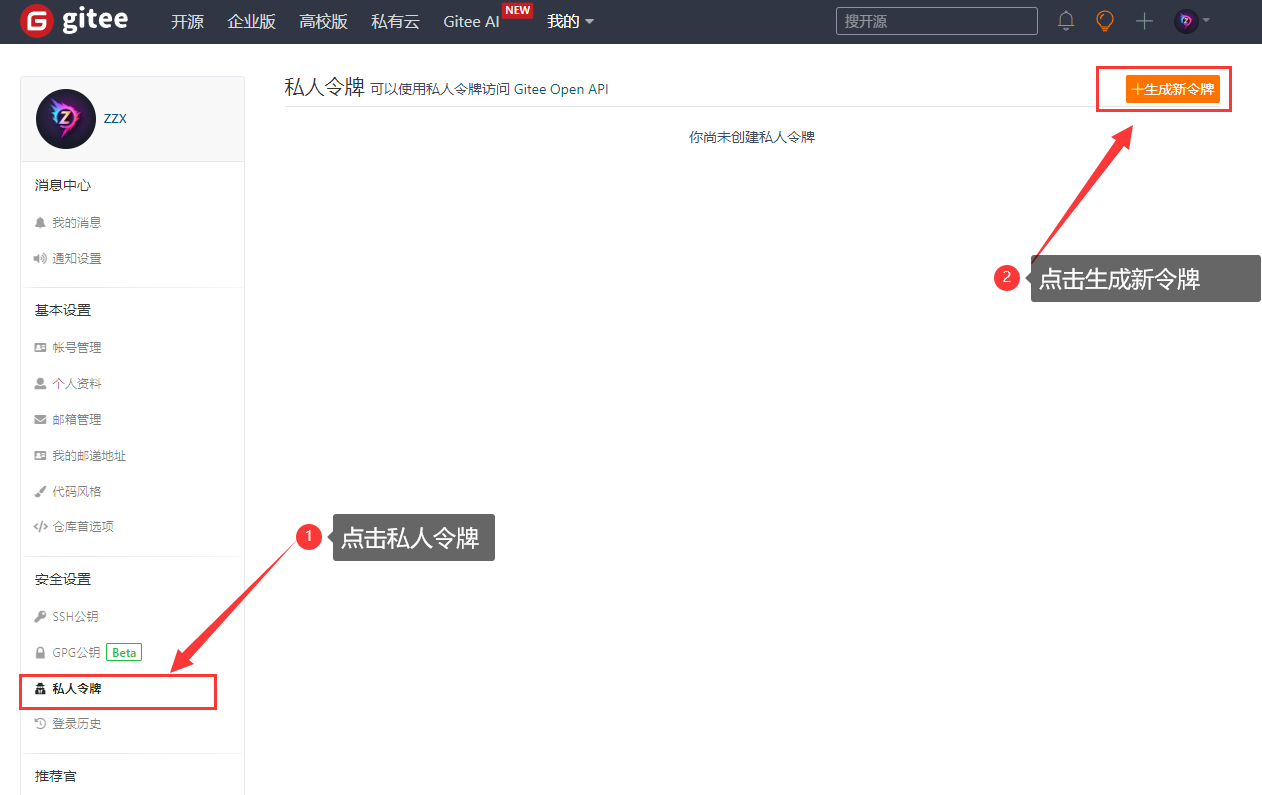 gitee 开源 企业版 高校版 私有云 Gitee AI NEW 我的 搜开源
Z
ZZX
消息中心
我的消息
通知设置
基本设置
帐号管理
个人资料
邮箱管理
我的邮递地址
代码风格
仓库首选项
安全设置
SSH公钥
GPG公钥 Beta
私人令牌
登录历史
推荐官
私人令牌 可以使用私人令牌访问 Gitee Open API
+生成新令牌
你尚未创建私人令牌
2 点击生成新令牌
1 点击私人令牌